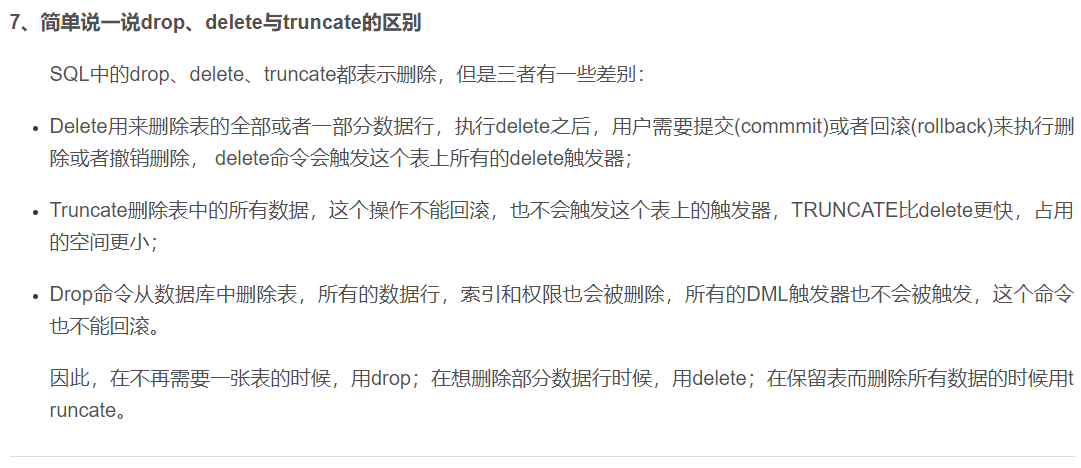 7、简单说一说drop、delete与truncate的区别
SQL中的drop、delete、truncate都表示删除，但是三者有一些差别：
• Delete用来删除表的全部或者一部分数据行，执行delete之后，用户需要提交(commmit)或者回滚(rollback)来执行删
除或者撤销删除， delete命令会触发这个表上所有的delete触发器；
• Truncate删除表中的所有数据，这个操作不能回滚，也不会触发这个表上的触发器，TRUNCATE比delete更快，占用
的空间更小；
• Drop命令从数据库中删除表，所有的数据行，索引和权限也会被删除，所有的DML触发器也不会被触发，这个命令
也不能回滚。
因此，在不再需要一张表的时候，用drop；在想删除部分数据行时候，用delete；在保留表而删除所有数据的时候用t
runcate。